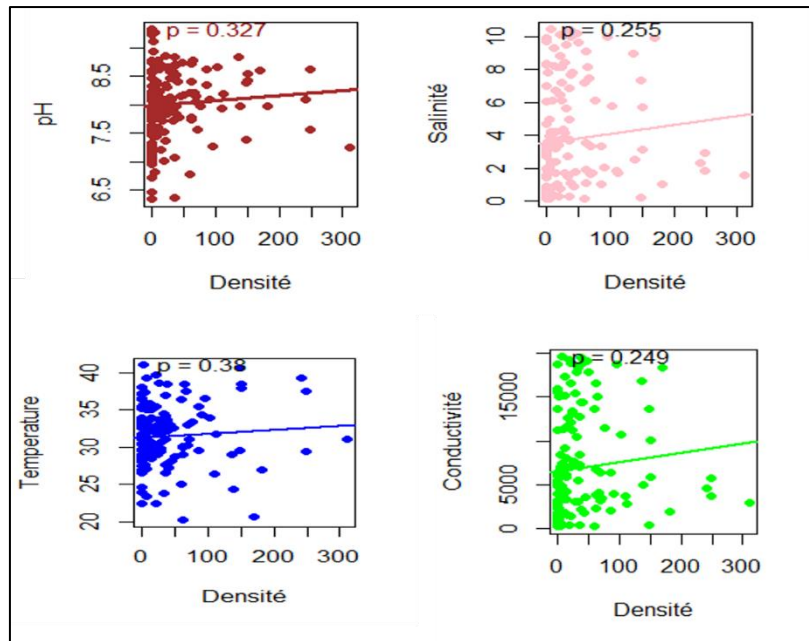 p = 0.327
pH
6.5 7.5 8.5
0 100 200 300
Densité
p = 0.255
Salinité
0 2 4 6 8 10
0 100 200 300
Densité
p = 0.38
Temperature
20 25 30 35 40
0 100 200 300
Densité
p = 0.249
Conductivité
0 5000 15000
0 100 200 300
Densité